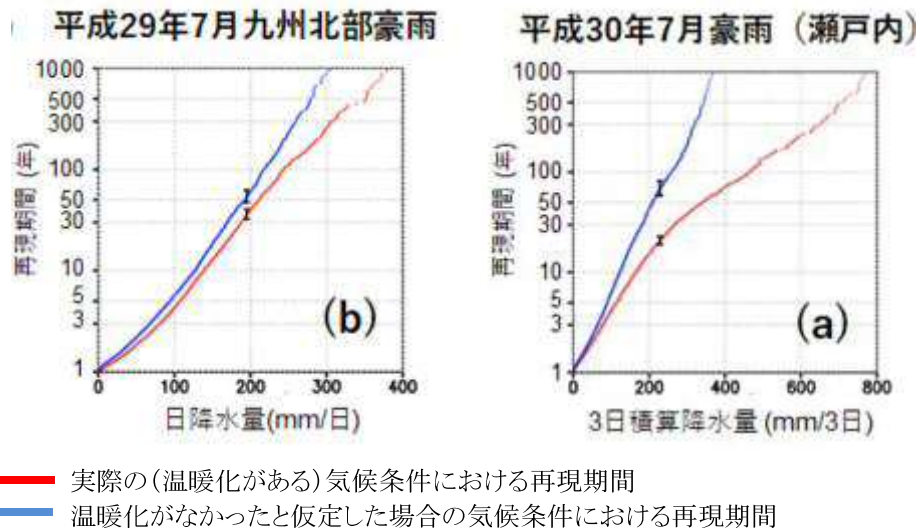 平成29年7月九州北部豪雨
1000
500
300
100
50
30
10
5
3
1
再現期間 (年)
(b)
0 100 200 300 400
日降水量(mm/日)
平成30年7月豪雨（瀬戸内）
1000
500
300
100
50
30
10
5
3
1
再現期間 (年)
(a)
0 200 400 600 800
3日積算降水量 (mm/3日)
実際の(温暖化がある)気候条件における再現期間
温暖化がなかったと仮定した場合の気候条件における再現期間